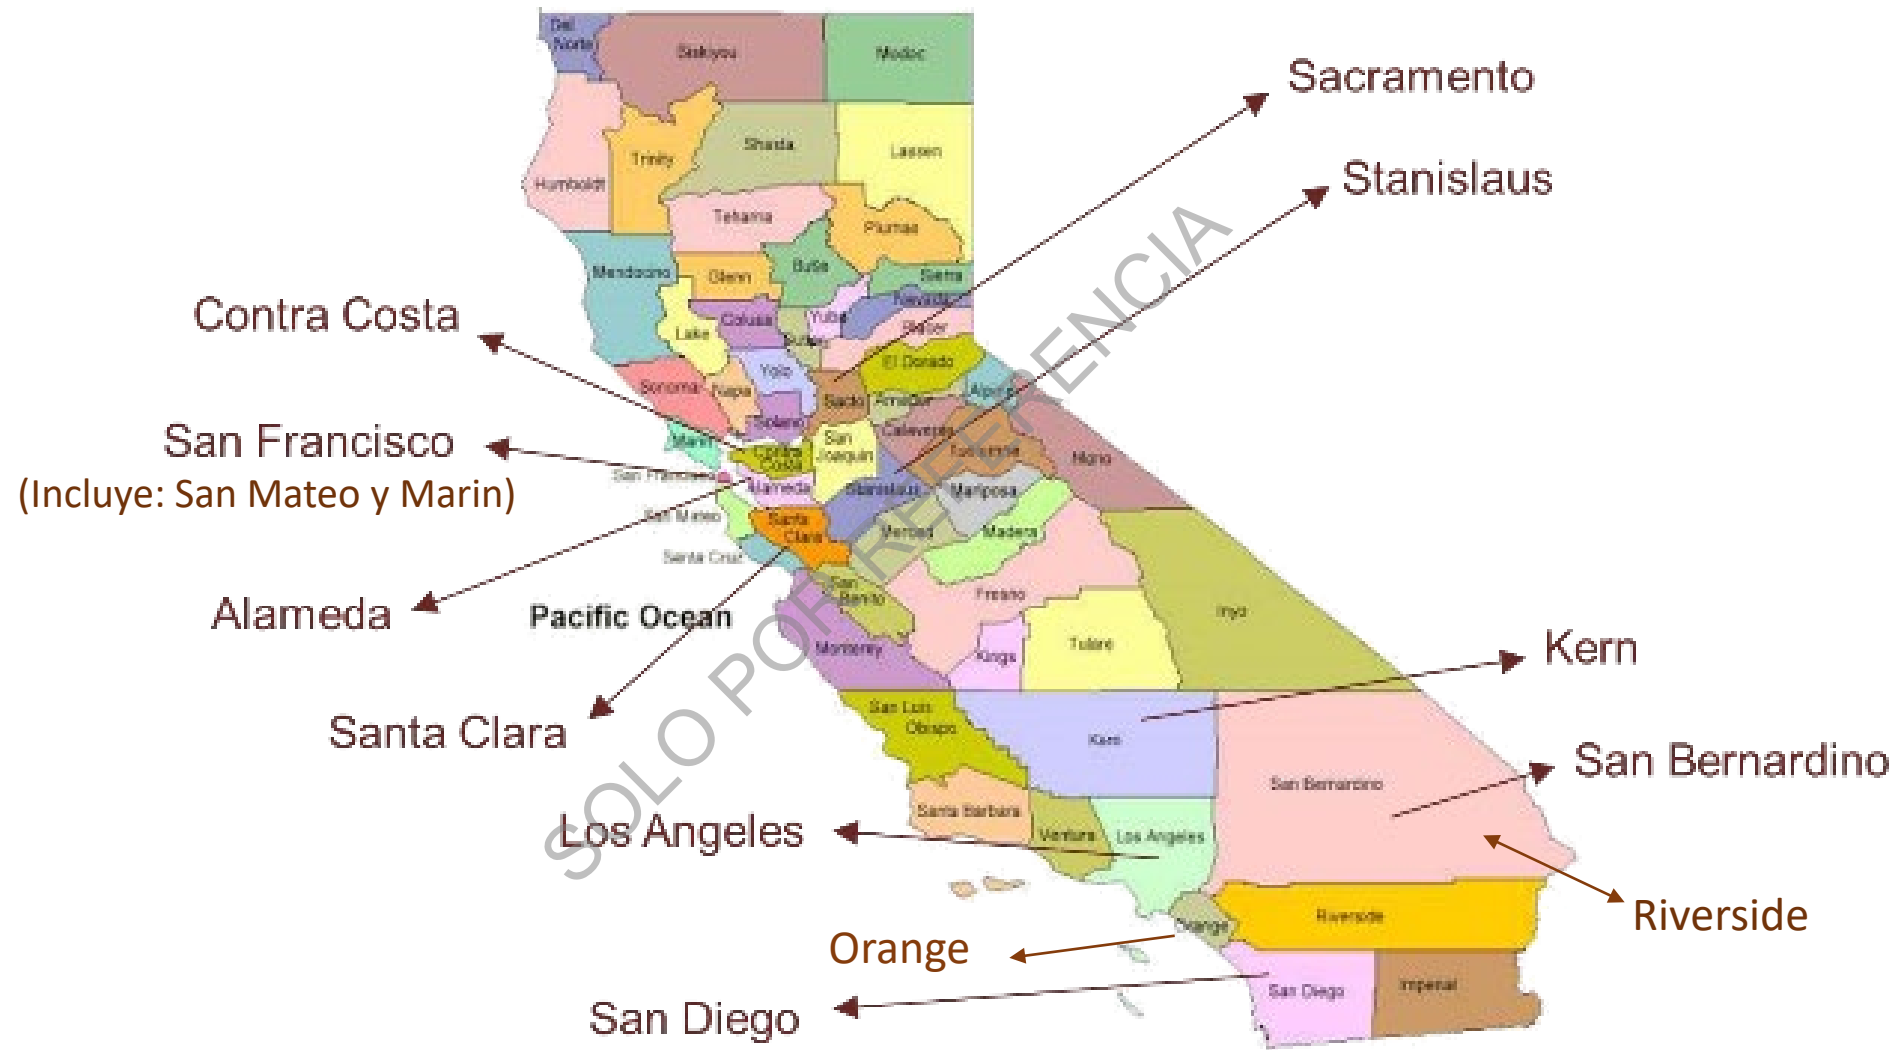 Del
Norte
Siskiyou
Modoc
Sacramento
Shasta
Lassen
Trinity
Humboldt
Stanislaus
Tehama
Plumas
Mendocino
Glenn
Butte
Sierra
Nevada
Contra Costa
Colusa
Yuba
Placer
Lake
Sutter
El Dorado
Yolo
Sonoma
Napa
Sacto
Amador
Alpine
Solano
San Francisco
(Incluye: San Mateo y Marin)
Marin
Contra
Costa
San
Joaquin
Calaveras
Tuolumne
Mono
San Francisco
Alameda
Stanislaus
Mariposa
San Mateo
Santa
Clara
Merced
Madera
Santa Cruz
San
Benito
Fresno
Inyo
Alameda
Pacific Ocean
Monterey
Kings
Tulare
Kern
Santa Clara
San Luis
Obispo
Kern
San Bernardino
San Bernardino
Los Angeles
Santa Barbara
Ventura
Los Angeles
Orange
Riverside
Riverside
Orange
San Diego
Imperial
San Diego
SOLO POR REFERENCIA